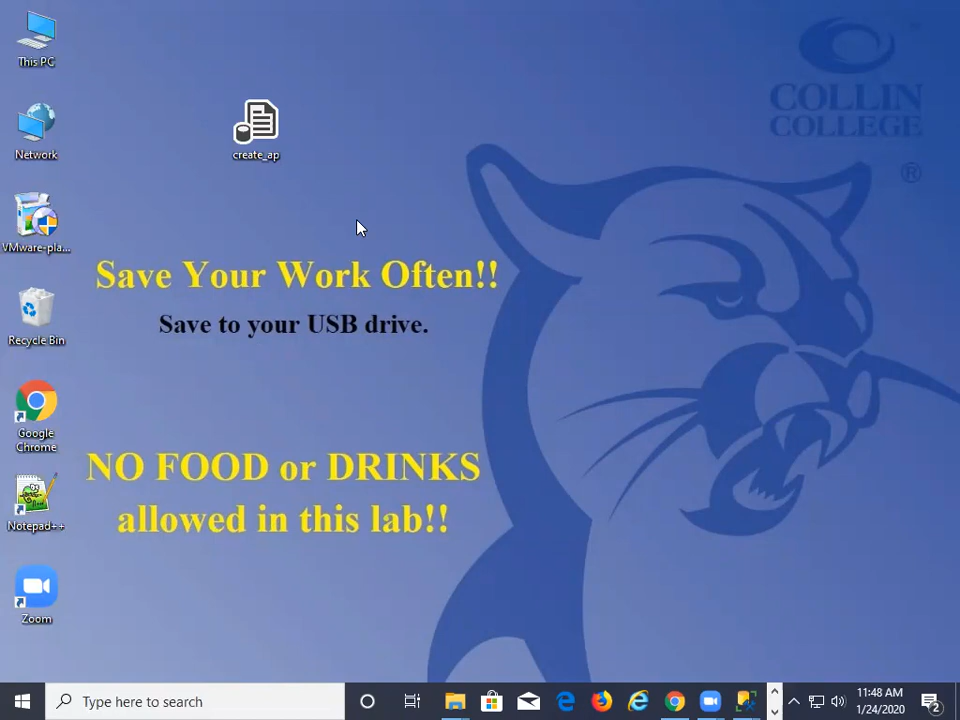 This PC
create_ap
Network
VMware-pla...
Recycle Bin
Google
Chrome
Notepad++
Zoom
COLLIN
COLLEGE
®
Save Your Work Often!!
Save to your USB drive.
NO FOOD or DRINKS
allowed in this lab!!
Type here to search
11:48 AM
1/24/2020
2